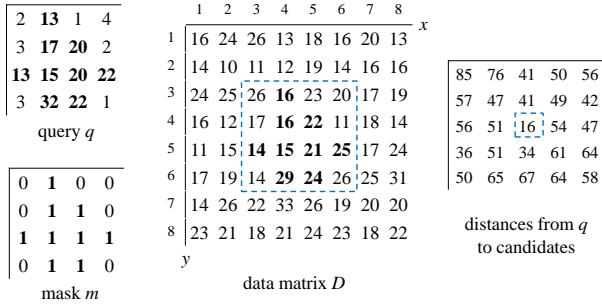 2 13 1 4
3 17 20 2
13 15 20 22
3 32 22 1
query q
0 1 0 0
0 1 1 0
1 1 1 1
0 1 1 0
mask m
1 2 3 4 5 6 7 8
x
1 16 24 26 13 18 16 20 13
2 14 10 11 12 19 14 16 16
3 24 25 26 16 23 20 17 19
4 16 12 17 16 22 11 18 14
5 11 15 14 15 21 25 17 24
6 17 19 14 29 24 26 25 31
7 14 26 22 33 26 19 20 20
8 23 21 18 21 24 23 18 22
y
data matrix D
85 76 41 50 56
57 47 41 49 42
56 51 16 54 47
36 51 34 61 64
50 65 67 64 58
distances from q
to candidates